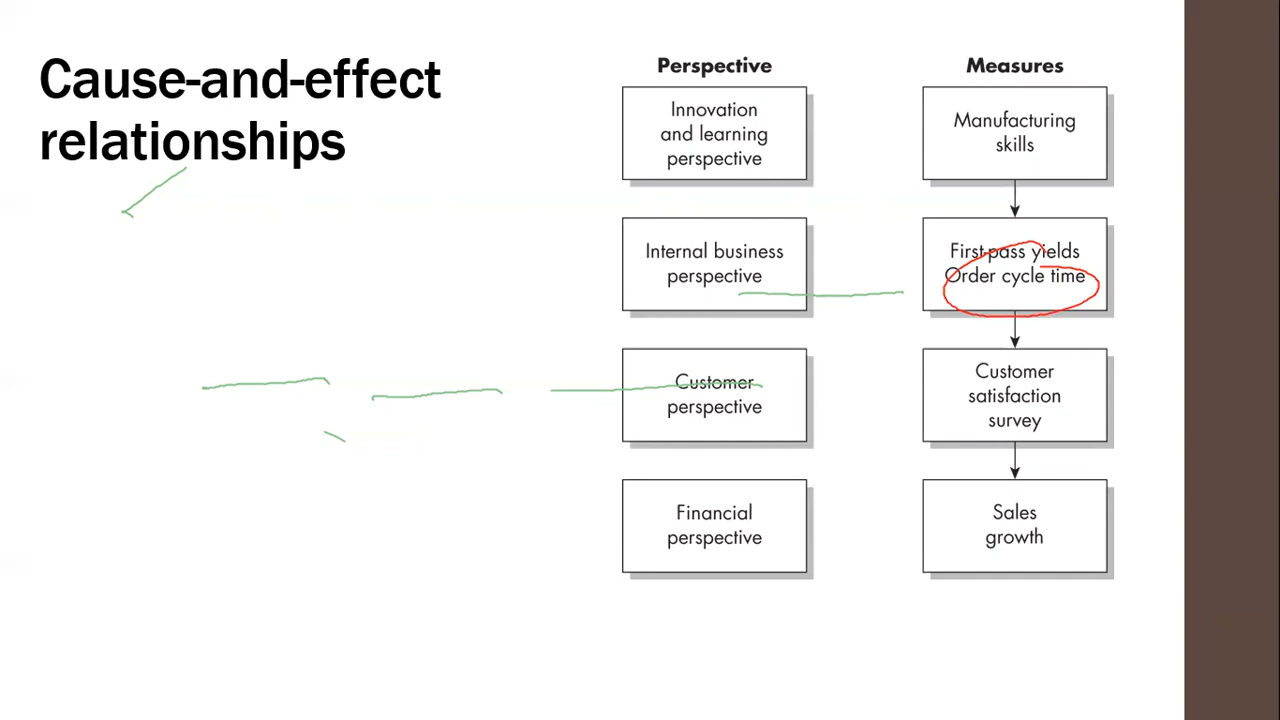 Cause-and-effect
relationships
Perspective
Measures
Innovation
and learning
perspective
Manufacturing
skills
Internal business
perspective
First-pass yields
Order cycle time
Customer
perspective
Customer
satisfaction
survey
Financial
perspective
Sales
growth